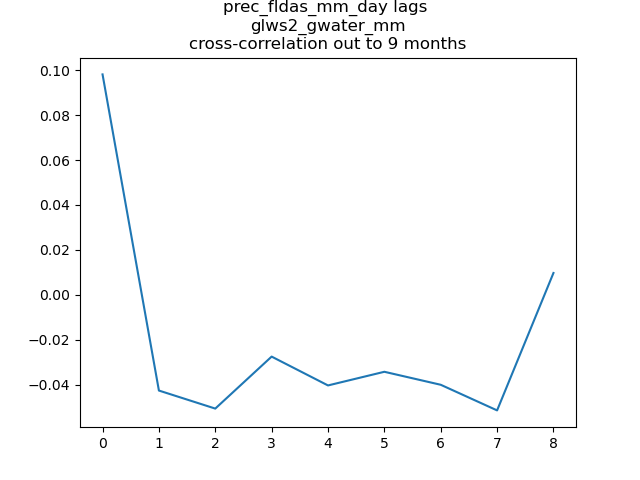 prec_fldas_mm_day lags
glws2_gwater_mm
cross-correlation out to 9 months
0.10
0.08
0.06
0.04
0.02
0.00
−0.02
−0.04
0 1 2 3 4 5 6 7 8